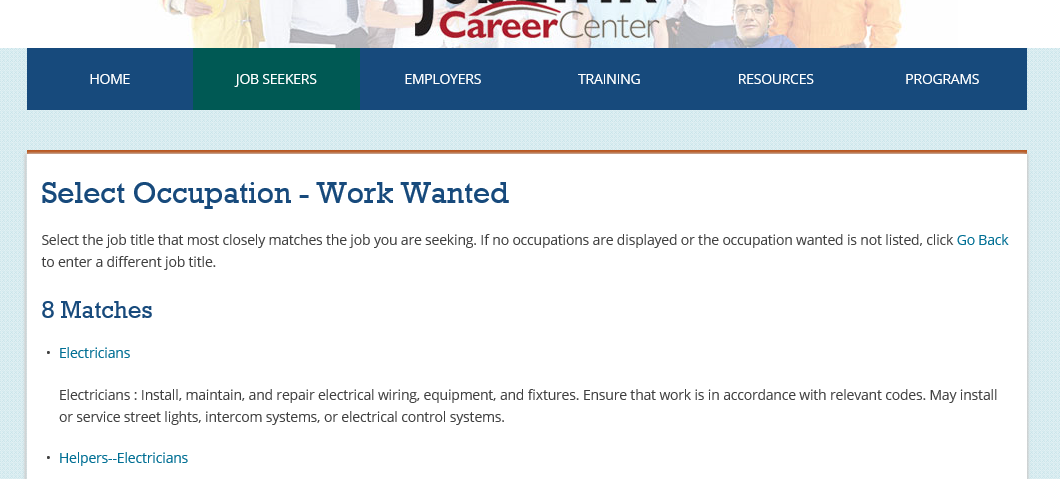 CareerCenter
HOME
JOB SEEKERS
EMPLOYERS
TRAINING
RESOURCES
PROGRAMS
Select Occupation - Work Wanted
Select the job title that most closely matches the job you are seeking. If no occupations are displayed or the occupation wanted is not listed, click Go Back
to enter a different job title.
8 Matches
• Electricians
Electricians : Install, maintain, and repair electrical wiring, equipment, and fixtures. Ensure that work is in accordance with relevant codes. May install
or service street lights, intercom systems, or electrical control systems.
• Helpers--Electricians